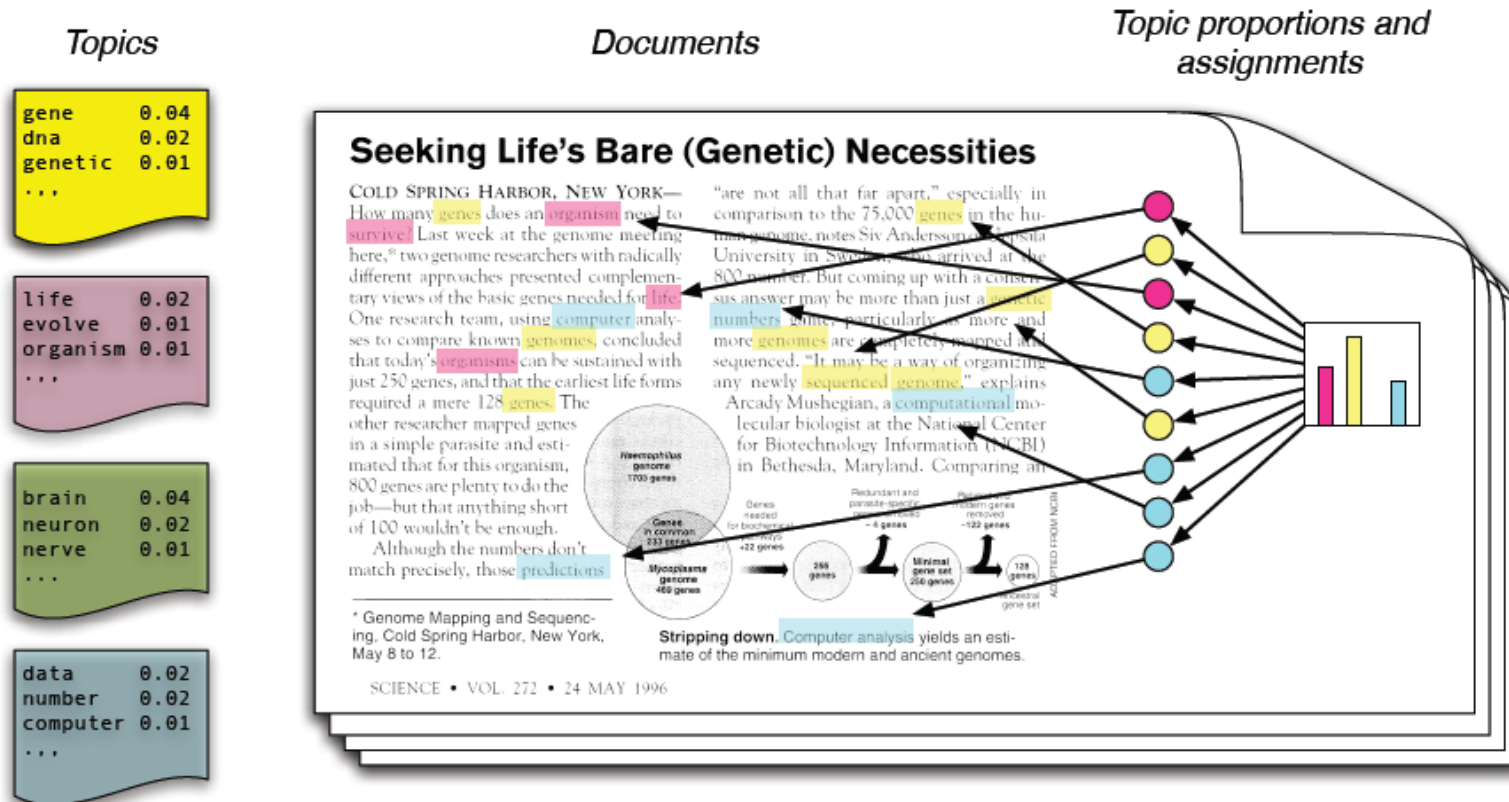 Topics
gene 0.04
dna 0.02
genetic 0.01
...
life 0.02
evolve 0.01
organism 0.01
...
brain 0.04
neuron 0.02
nerve 0.01
...
data 0.02
number 0.02
computer 0.01
...
Documents
Seeking Life's Bare (Genetic) Necessities
COLD SPRING HARBOR, NEW YORK—
How many genes does an organism need to
survive? Last week at the genome meeting
here,* two genome researchers with radically
different approaches presented complemen-
tary views of the basic genes needed for life.
One research team, using computer analy-
ses to compare known genomes, concluded
that today's organisms can be sustained with
just 250 genes, and that the earliest life forms
required a mere 128 genes. The
other researcher mapped genes
in a simple parasite and esti-
mated that for this organism,
800 genes are plenty to do the
job—but that anything short
of 100 wouldn't be enough.
Although the numbers don't
match precisely, those predictions
* Genome Mapping and Sequenc-
ing, Cold Spring Harbor, New York,
May 8 to 12.
"are not all that far apart," especially in
comparison to the 75,000 genes in the hu-
man genome, notes Siv Andersson of Uppsala
University in Sweden, who arrived at the
800 number. But coming up with a consen-
sus answer may be more than just a genetic
numbers game, particularly as more and
more genomes are completely mapped and
sequenced. "It may be a way of organizing
any newly sequenced genome," explains
Arcady Mushegian, a computational mo-
lecular biologist at the National Center
for Biotechnology Information (NCBI)
in Bethesda, Maryland. Comparing an
Haemophilus
genome
1703 genes
Genes
in common
233 genes
Mycoplasma
genome
469 genes
Genes
needed
for biochemical
pathways
+22 genes
256
genes
Redundant and
parasite-specific
genes removed
– 4 genes
Minimal
gene set
250 genes
modern genes
removed
–122 genes
128
genes
Ancestral
gene set
ADAPTED FROM NCBI
Stripping down. Computer analysis yields an esti-
mate of the minimum modern and ancient genomes.
SCIENCE • VOL. 272 • 24 MAY 1996
Topic proportions and
assignments